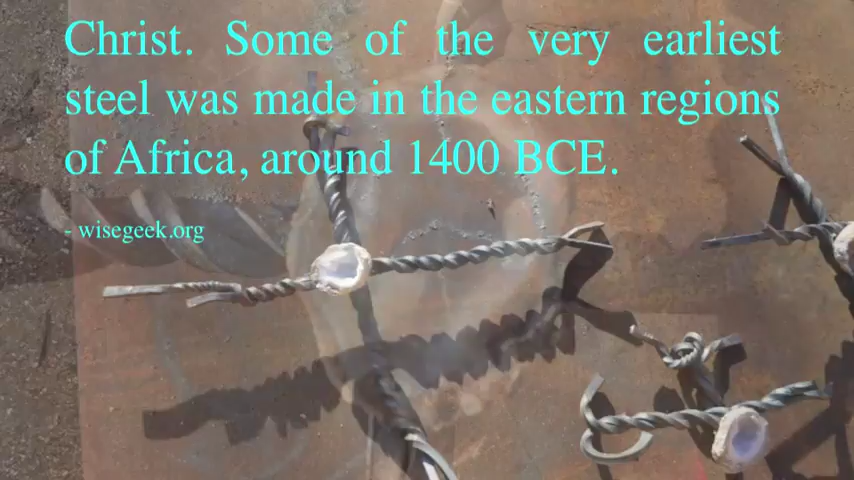 Christ. Some of the very earliest
steel was made in the eastern regions
of Africa, around 1400 BCE.
- wisegeek.org